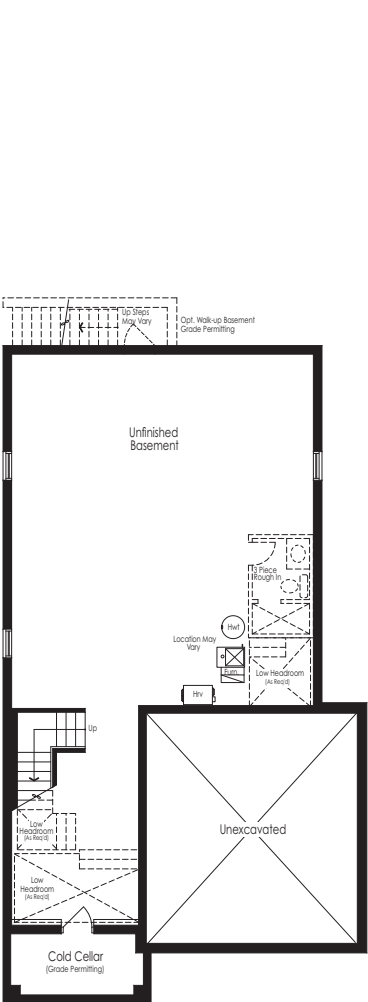 Up Steps
May Vary
Opt. Walk-up Basement
Grade Permitting
Unfinished
Basement
3 Piece
Rough In
Hwt
Location May
Vary
Furn.
Low Headroom
(As Req'd)
Hrv
Up
Low
Headroom
(As Req'd)
Unexcavated
Low
Headroom
(As Req'd)
Cold Cellar
(Grade Permitting)